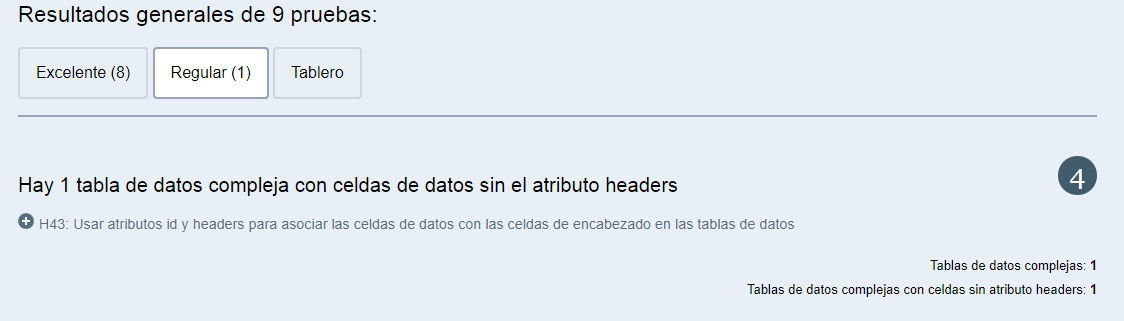 Resultados generales de 9 pruebas:
Excelente (8) Regular (1) Tablero
Hay 1 tabla de datos compleja con celdas de datos sin el atributo headers
4
H43: Usar atributos id y headers para asociar las celdas de datos con las celdas de encabezado en las tablas de datos
Tablas de datos complejas: 1
Tablas de datos complejas con celdas sin atributo headers: 1